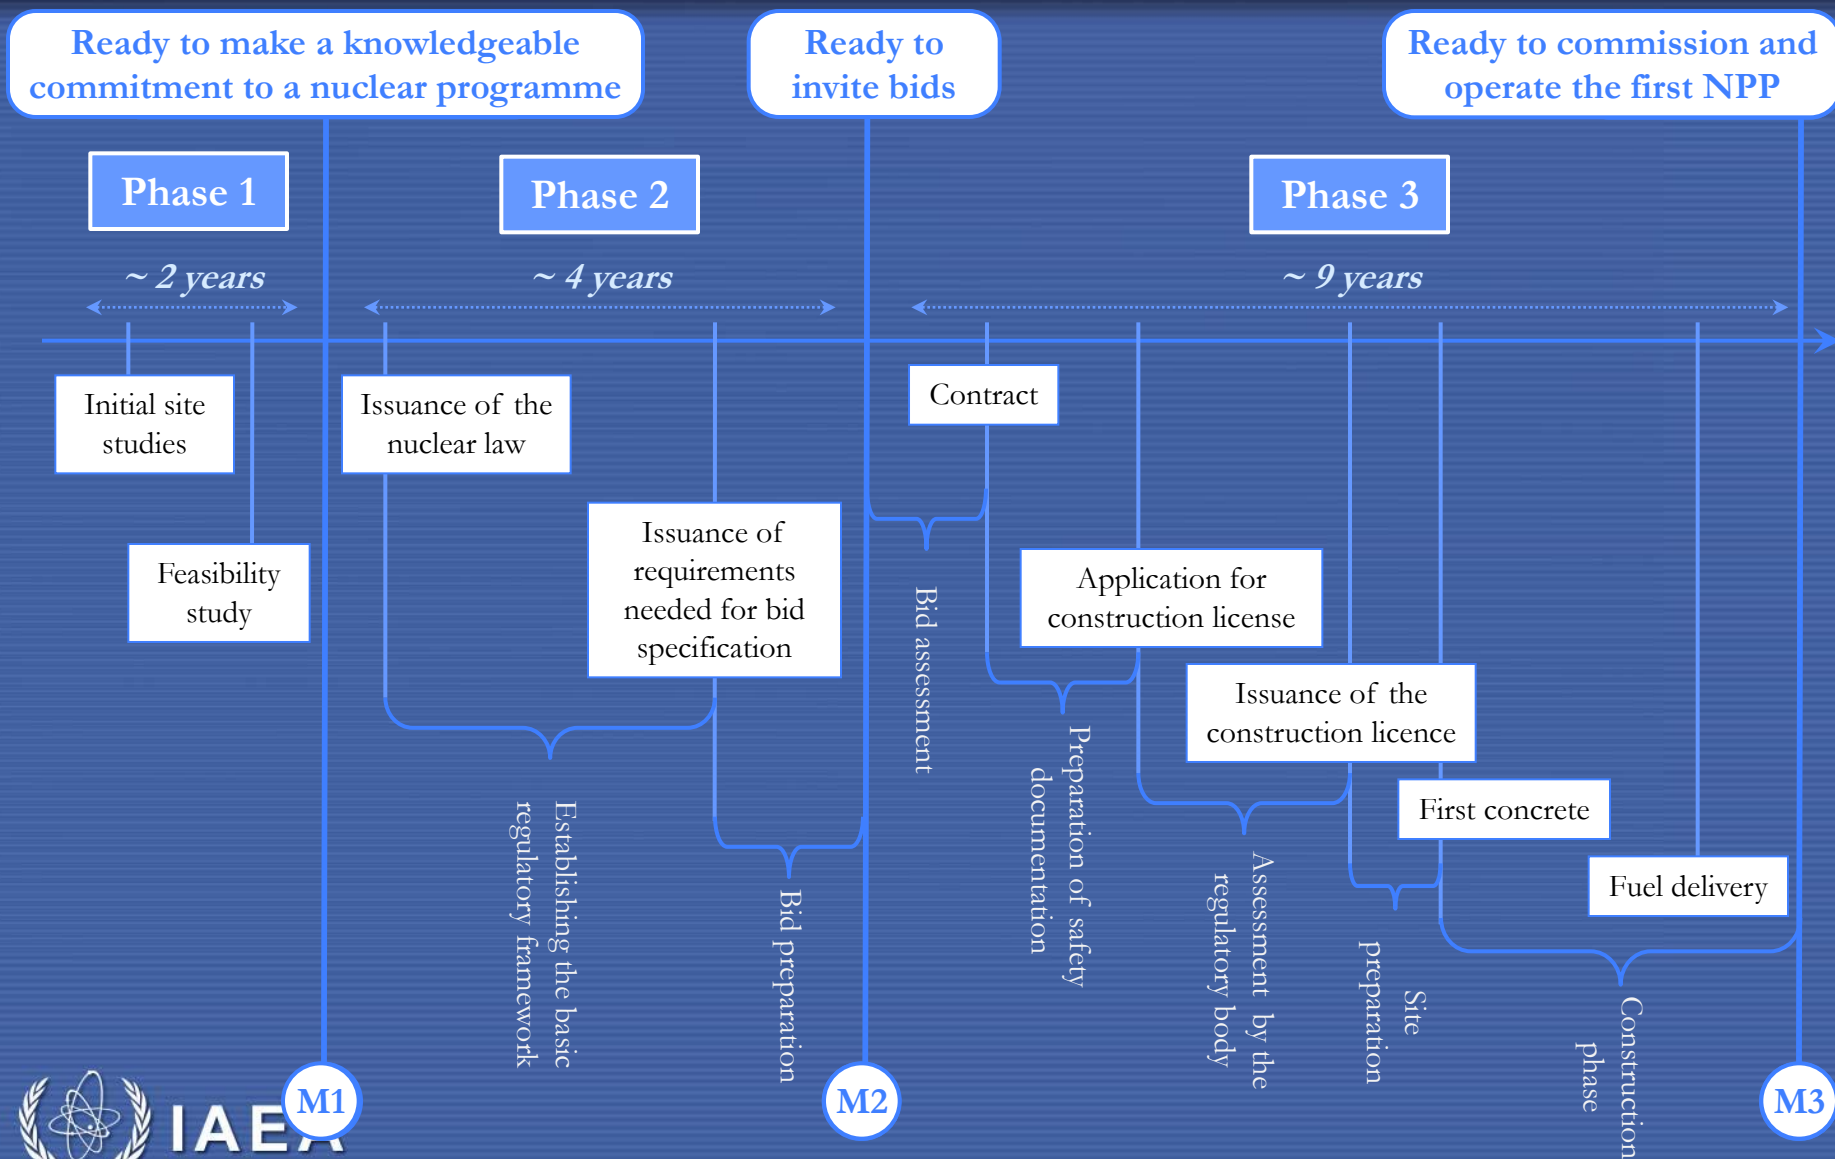 Ready to make a knowledgeable
commitment to a nuclear programme
Ready to
invite bids
Ready to commission and
operate the first NPP
Phase 1
Phase 2
Phase 3
~ 2 years
~ 4 years
~ 9 years
Initial site
studies
Feasibility
study
Issuance of the
nuclear law
Issuance of
requirements
needed for bid
specification
Contract
Application for
construction license
Issuance of the
construction licence
First concrete
Fuel delivery
Establishing the basic
regulatory framework
Bid preparation
Bid assessment
Preparation of safety
documentation
Assessment by the
regulatory body
Site
preparation
Construction
phase
IAEA
M1
M2
M3